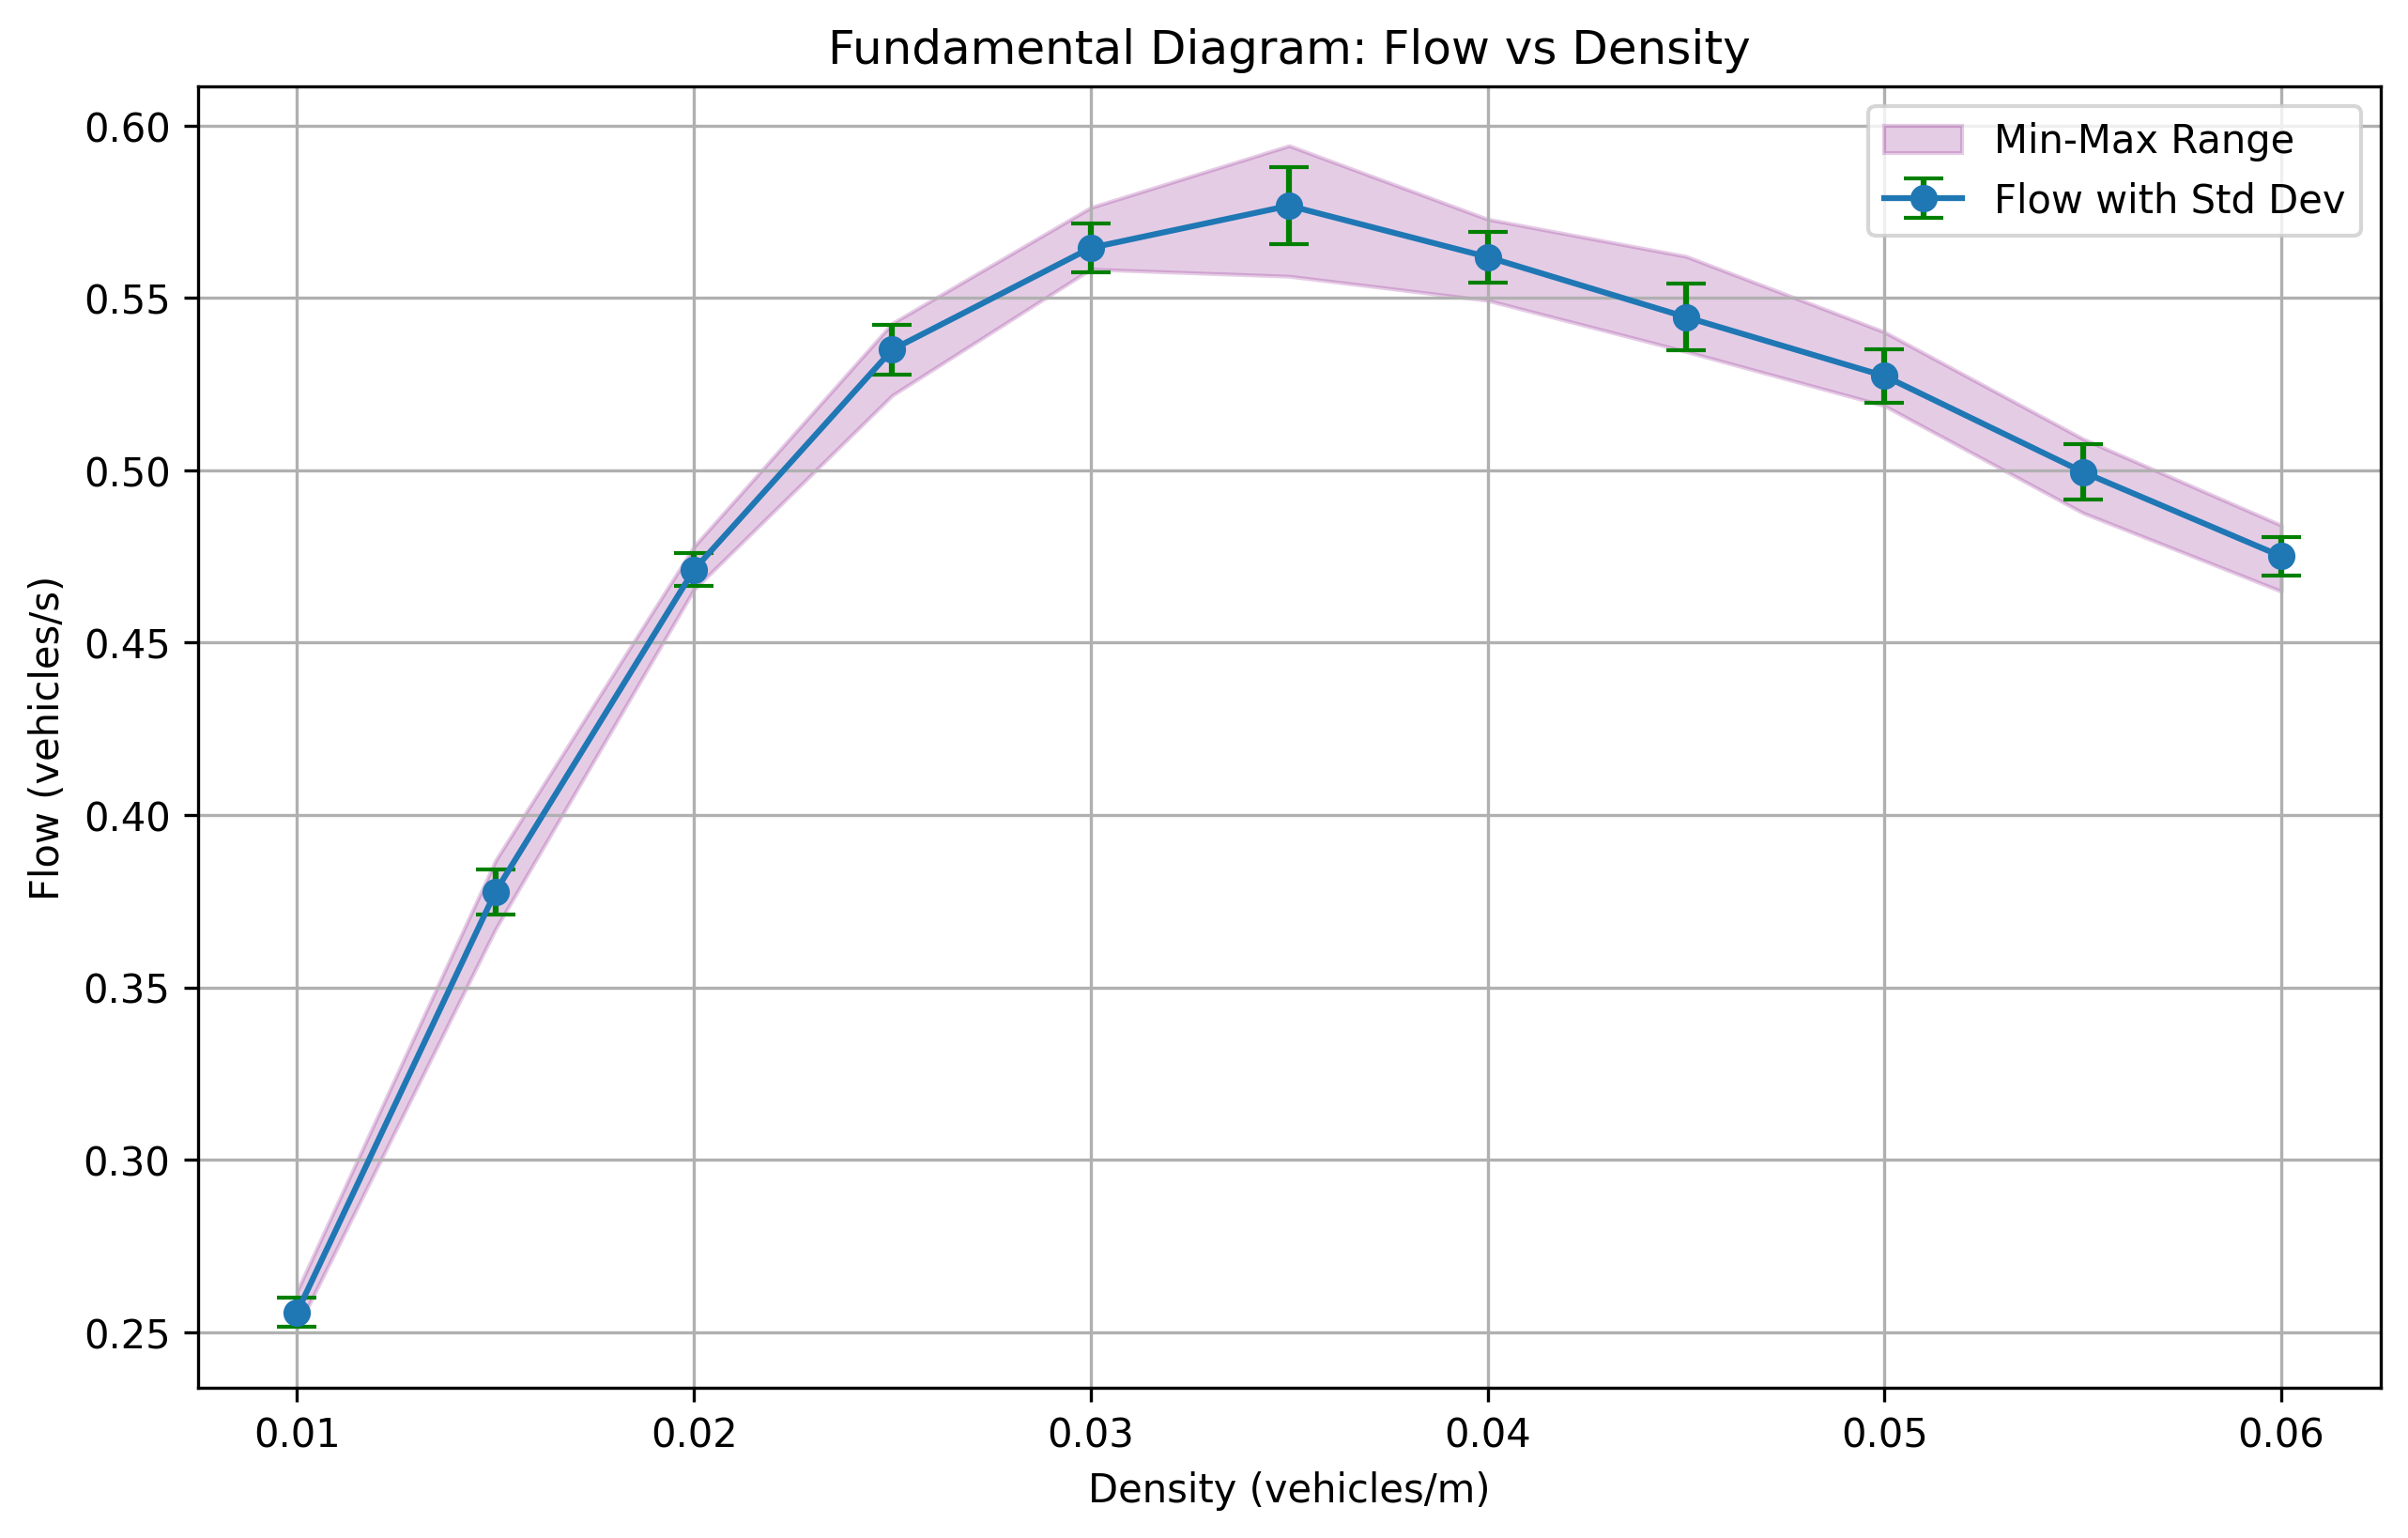 Fundamental Diagram: Flow vs Density
Min-Max Range
Flow with Std Dev
Flow (vehicles/s)
0.60
0.55
0.50
0.45
0.40
0.35
0.30
0.25
0.01 0.02 0.03 0.04 0.05 0.06
Density (vehicles/m)